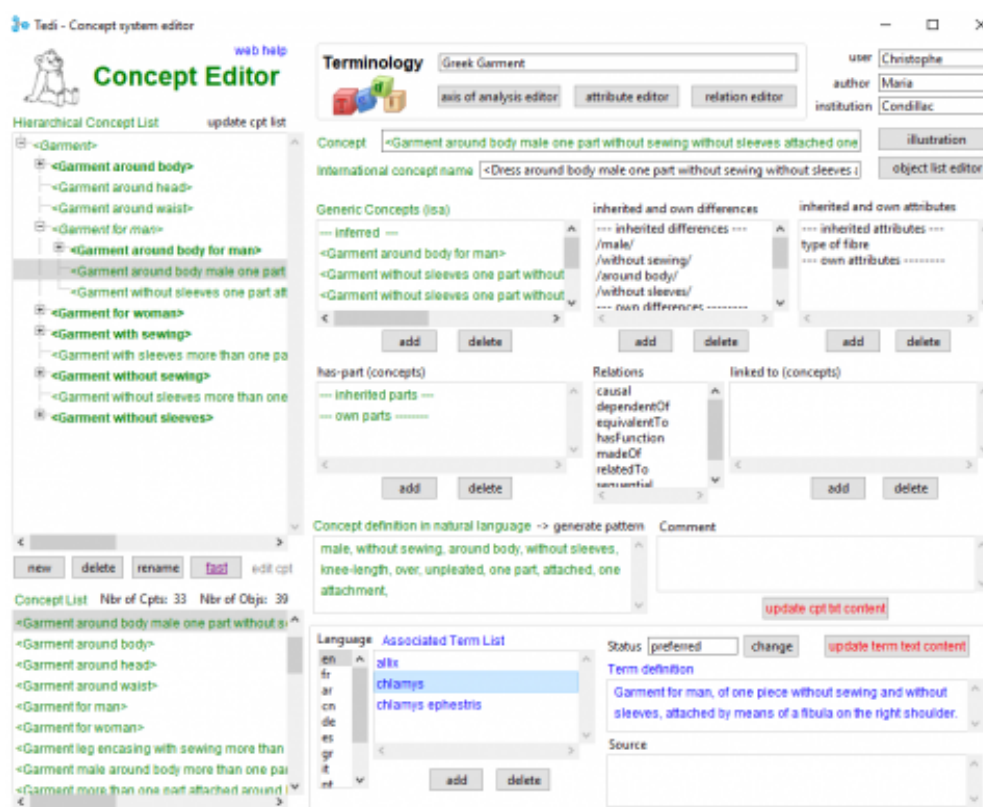 Tedi - Concept system editor
web help
Concept Editor
Hierarchical Concept List update cpt list
<Garment>
<Garment around body>
<Garment around head>
<Garment around waist>
<Garment for man>
<Garment around body for man>
<Garment around body male one part
<Garment without sleeves one part att
<Garment for woman>
<Garment with sewing>
<Garment with sleeves more than one pa
<Garment without sewing>
<Garment without sleeves more than one
<Garment without sleeves>
new delete rename fast edit cpt
Concept List Nbr of Cpts: 33 Nbr of Objs: 39
<Garment around body male one part without s
<Garment around body>
<Garment around head>
<Garment around waist>
<Garment for man>
<Garment for woman>
<Garment leg encasing with sewing more than
<Garment male around body more than one pa
<Garment more than one part attached around
Terminology Greek Garment
Tedi
axis of analysis editor attribute editor relation editor
user Christophe
author Maria
institution Condillac
Concept <Garment around body male one part without sewing without sleeves attached one
illustration
International concept name <Dress around body male one part without sewing without sleeves
object list editor
Generic Concepts (isa)
--- inferred ---
<Garment around body for man>
<Garment without sleeves one part without
<Garment without sleeves one part without
add delete
inherited and own differences
--- inherited differences ---
/male/
/without sewing/
/around body/
/without sleeves/
--- own differences --------
add delete
inherited and own attributes
--- inherited attributes ---
type of fibre
--- own attributes --------
add delete
has-part (concepts)
--- inherited parts ---
--- own parts --------
add delete
Relations
causal
dependentOf
equivalentTo
hasFunction
madeOf
relatedTo
sequential
linked to (concepts)
add delete
Concept definition in natural language -> generate pattern
male, without sewing, around body, without sleeves,
knee-length, over, unpleated, one part, attached, one
attachment,
Comment
update cpt txt content
Language
en
fr
ar
cn
de
es
gr
it
pt
Associated Term List
allix
chlamys
chlamys ephestris
add delete
Status preferred change update term text content
Term definition
Garment for man, of one piece without sewing and without
sleeves, attached by means of a fibula on the right shoulder.
Source